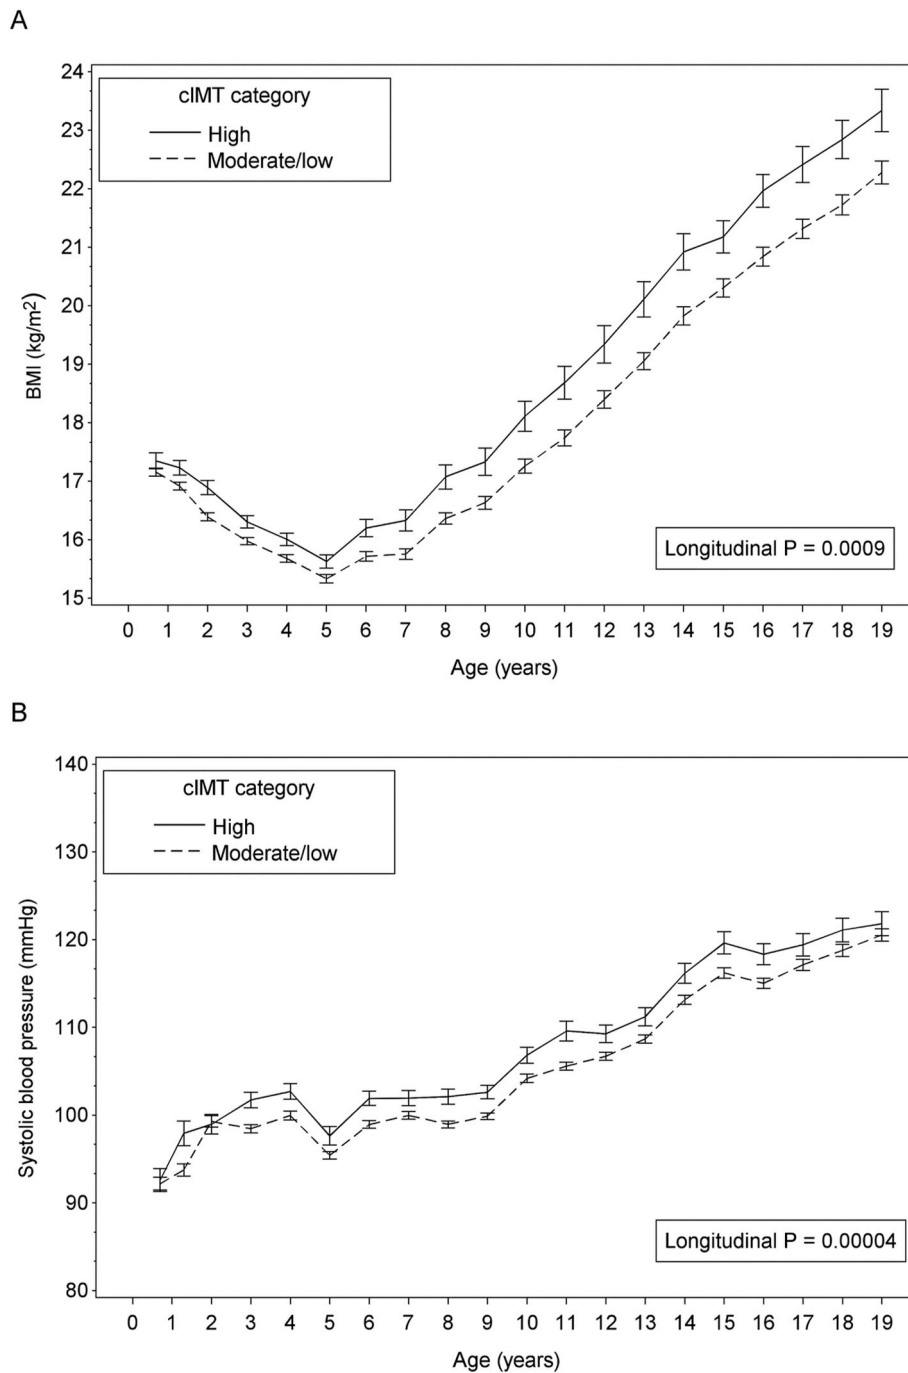 A
cIMT category
High
Moderate/low
24
23
22
21
20
19
18
17
16
15
BMI (kg/m²)
Longitudinal P = 0.0009
0 1 2 3 4 5 6 7 8 9 10 11 12 13 14 15 16 17 18 19
Age (years)
B
cIMT category
High
Moderate/low
140
130
120
110
100
90
80
Systolic blood pressure (mmHg)
Longitudinal P = 0.00004
0 1 2 3 4 5 6 7 8 9 10 11 12 13 14 15 16 17 18 19
Age (years)